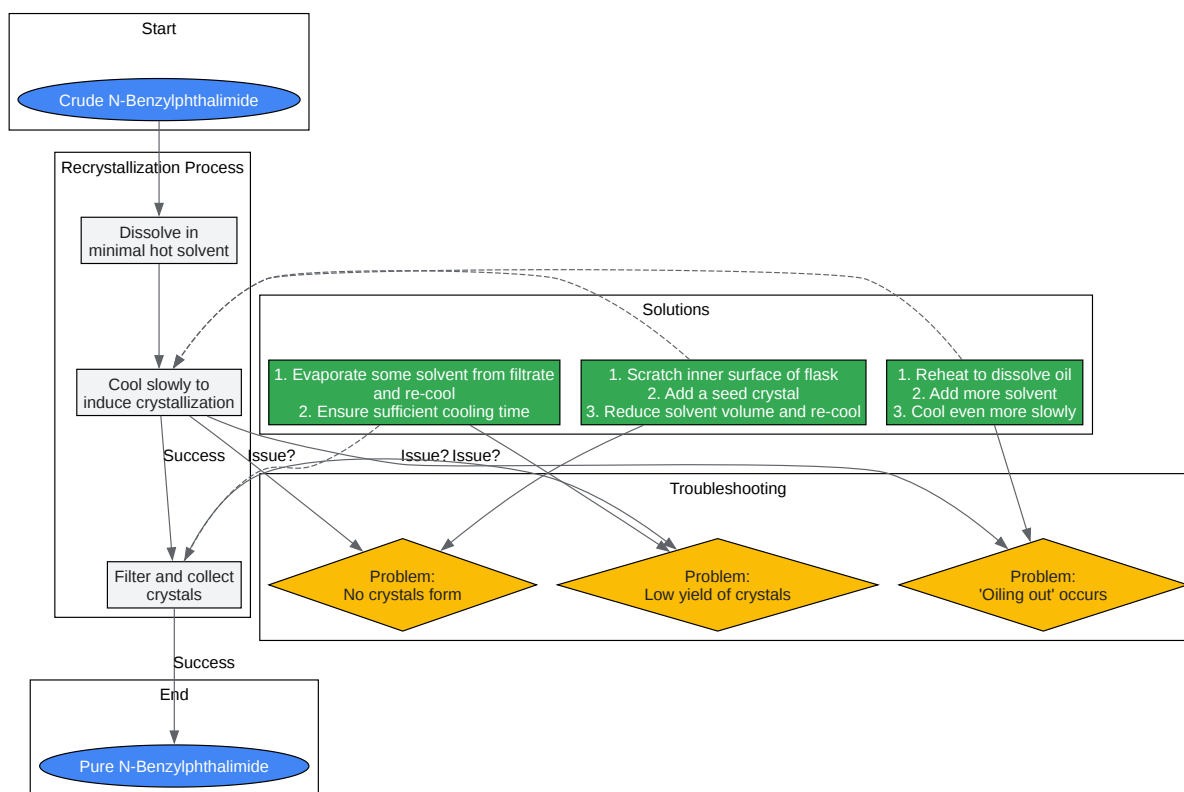 Start
Crude N-Benzylphthalimide
Recrystallization Process
Dissolve in
minimal hot solvent
Solutions
Cool slowly to
induce crystallization
1. Evaporate some solvent from filtrate
and re-cool
2. Ensure sufficient cooling time
1. Scratch inner surface of flask
2. Add a seed crystal
3. Reduce solvent volume and re-cool
1. Reheat to dissolve oil
2. Add more solvent
3. Cool even more slowly
Success
Issue?
Issue?
Issue?
Troubleshooting
Filter and collect
crystals
Problem:
No crystals form
Problem:
Low yield of crystals
Problem:
'Oiling out' occurs
Success
End
Pure N-Benzylphthalimide